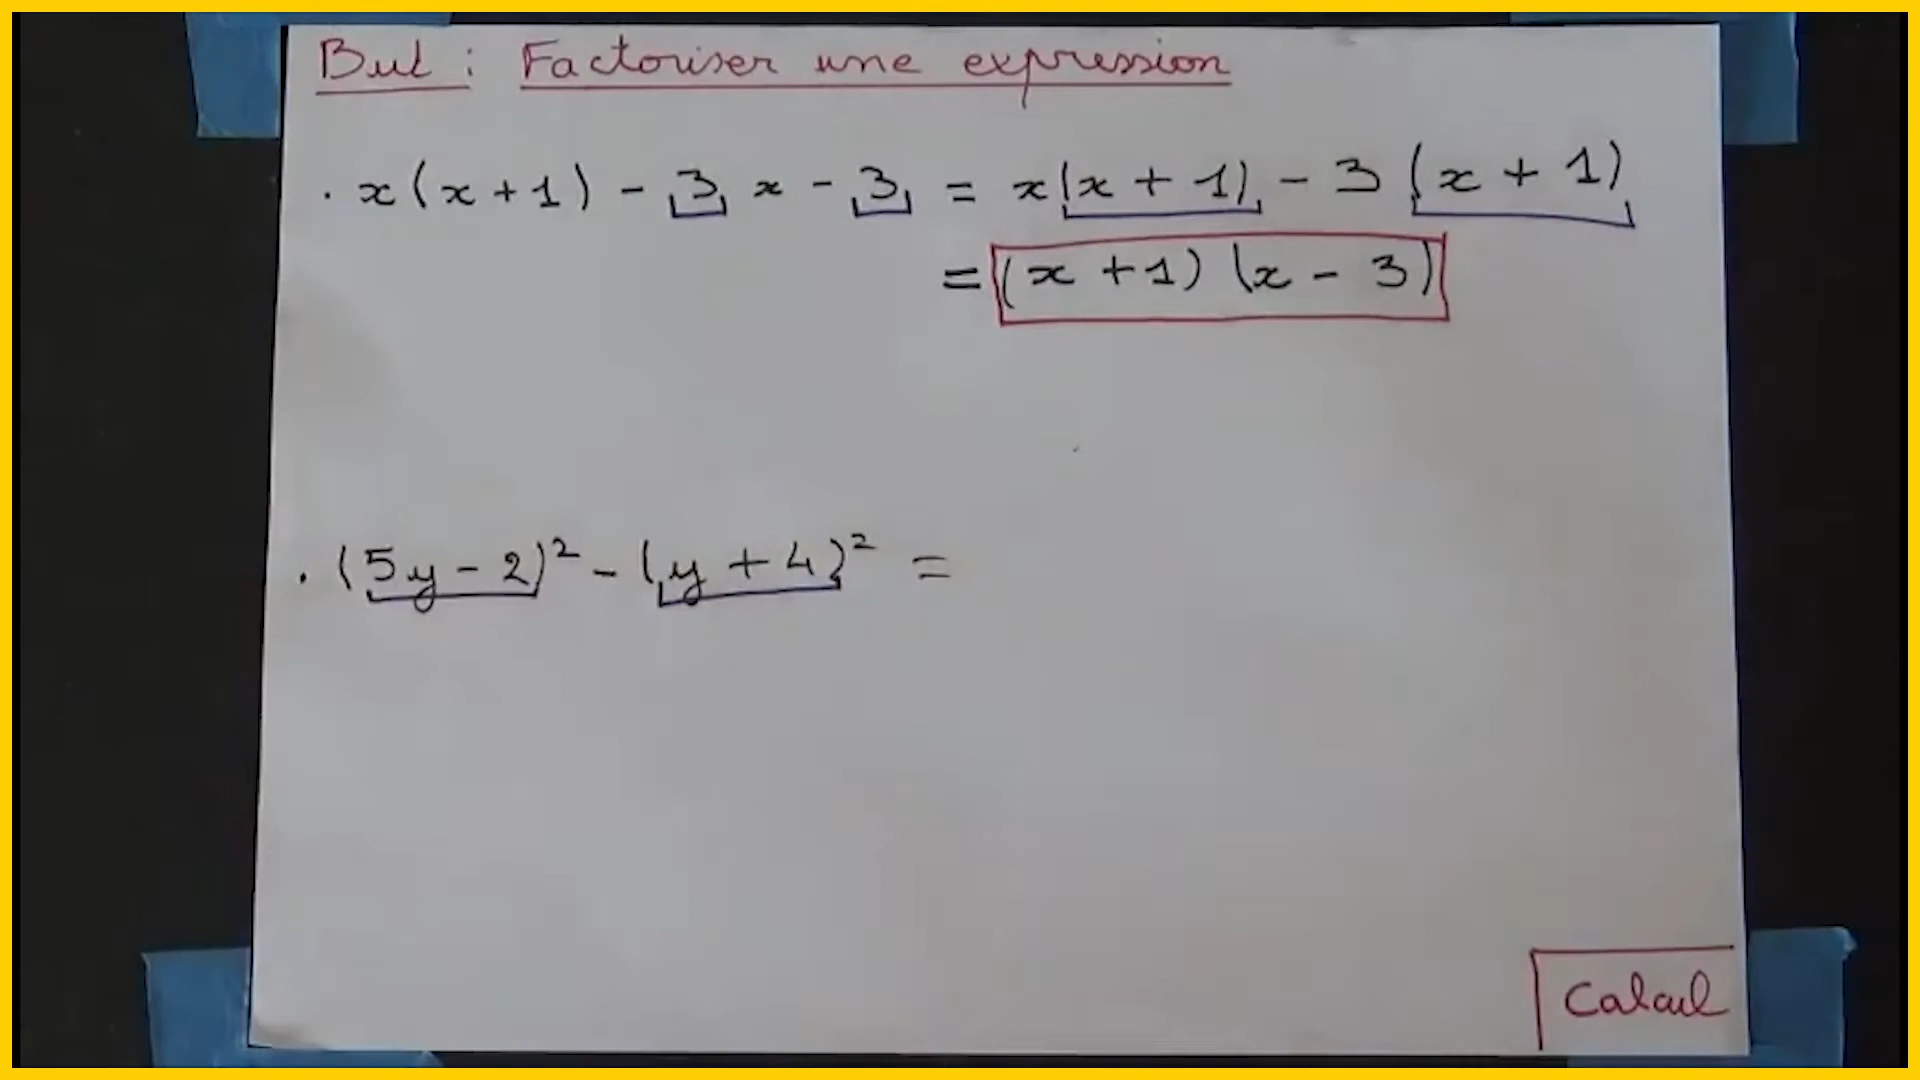 But : Factoriser une expression
. x(x+1) - 3x - 3 = x(x+1) - 3(x+1)
= (x+1)(x-3)
. (5y-2)² - (y+4)² =
Calcul